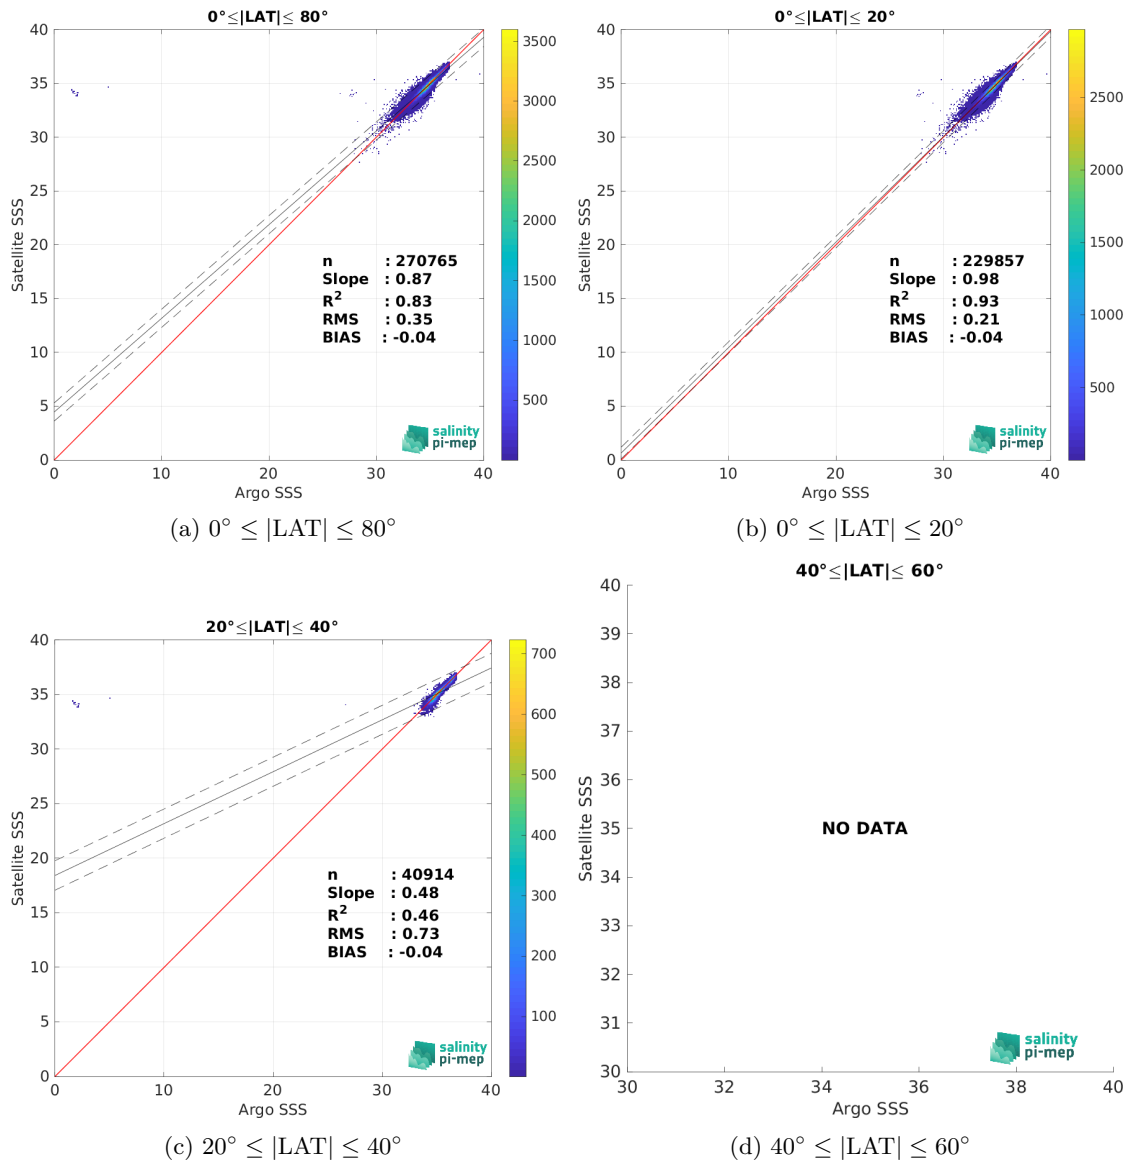 0°≤|LAT|≤ 80°
40
35
30
25
20
15
10
5
0
Satellite SSS
0
10
20
30
40
Argo SSS
n : 270765
Slope : 0.87
R² : 0.83
RMS : 0.35
BIAS : -0.04
salinity
pi-mep
3500
3000
2500
2000
1500
1000
500
(a) 0° ≤ |LAT| ≤ 80°
0°≤|LAT|≤ 20°
40
35
30
25
20
15
10
5
0
Satellite SSS
0
10
20
30
40
Argo SSS
n : 229857
Slope : 0.98
R² : 0.93
RMS : 0.21
BIAS : -0.04
salinity
pi-mep
2500
2000
1500
1000
500
(b) 0° ≤ |LAT| ≤ 20°
20°≤|LAT|≤ 40°
40
35
30
25
20
15
10
5
0
Satellite SSS
0
10
20
30
40
Argo SSS
n : 40914
Slope : 0.48
R² : 0.46
RMS : 0.73
BIAS : -0.04
salinity
pi-mep
700
600
500
400
300
200
100
(c) 20° ≤ |LAT| ≤ 40°
40°≤|LAT|≤ 60°
40
39
38
37
36
35
34
33
32
31
30
Satellite SSS
NO DATA
30
32
34
36
38
40
Argo SSS
salinity
pi-mep
(d) 40° ≤ |LAT| ≤ 60°